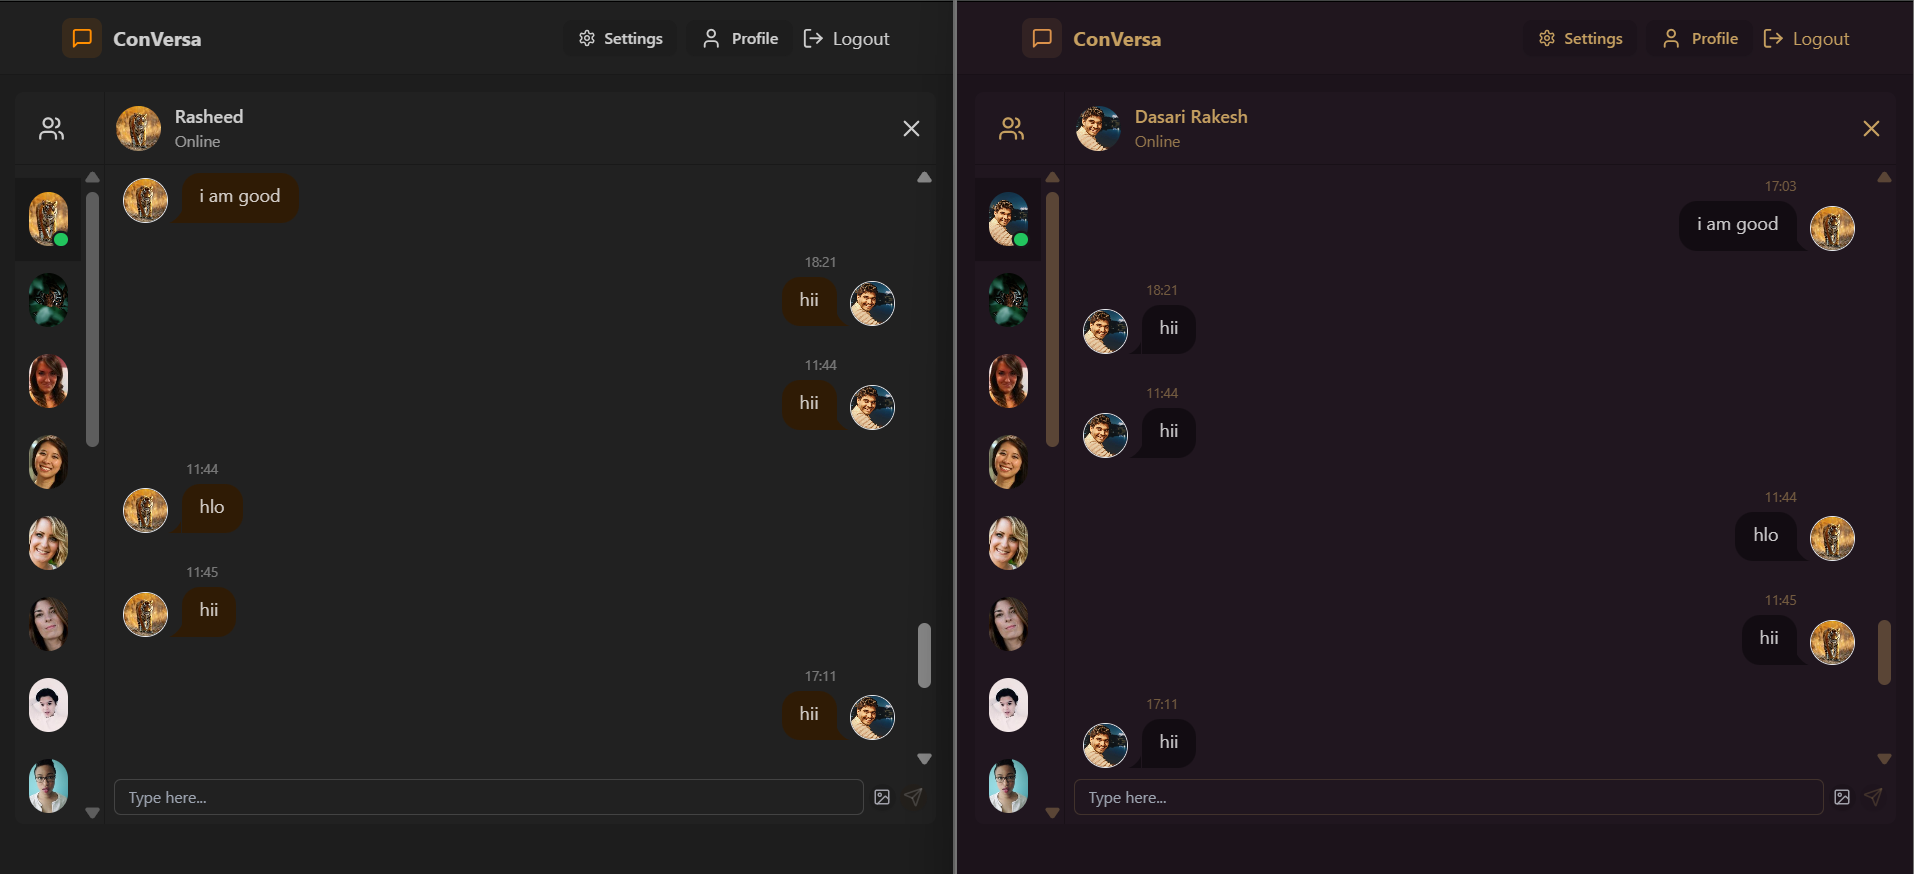 ConVersa
Settings
Profile
Logout
Rasheed
Online
i am good
18:21
hii
11:44
hii
11:44
hlo
11:45
hii
17:11
hii
Type here...
ConVersa
Settings
Profile
Logout
Dasari Rakesh
Online
17:03
i am good
18:21
hii
11:44
hii
11:44
hlo
11:45
hii
17:11
hii
Type here...